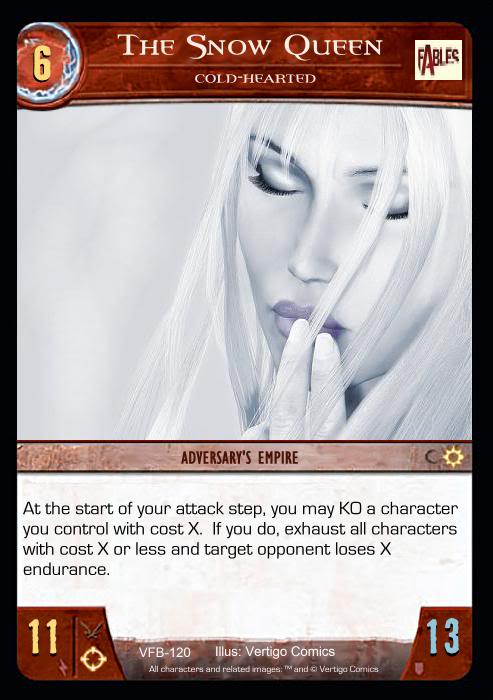 6
THE SNOW QUEEN
COLD-HEARTED
FABLES
ADVERSARY'S EMPIRE
At the start of your attack step, you may KO a character
you control with cost X.  If you do, exhaust all characters
with cost X or less and target opponent loses X
endurance.
11
13
VFB-120 Illus: Vertigo Comics
All characters and related images: ™ and © Vertigo Comics